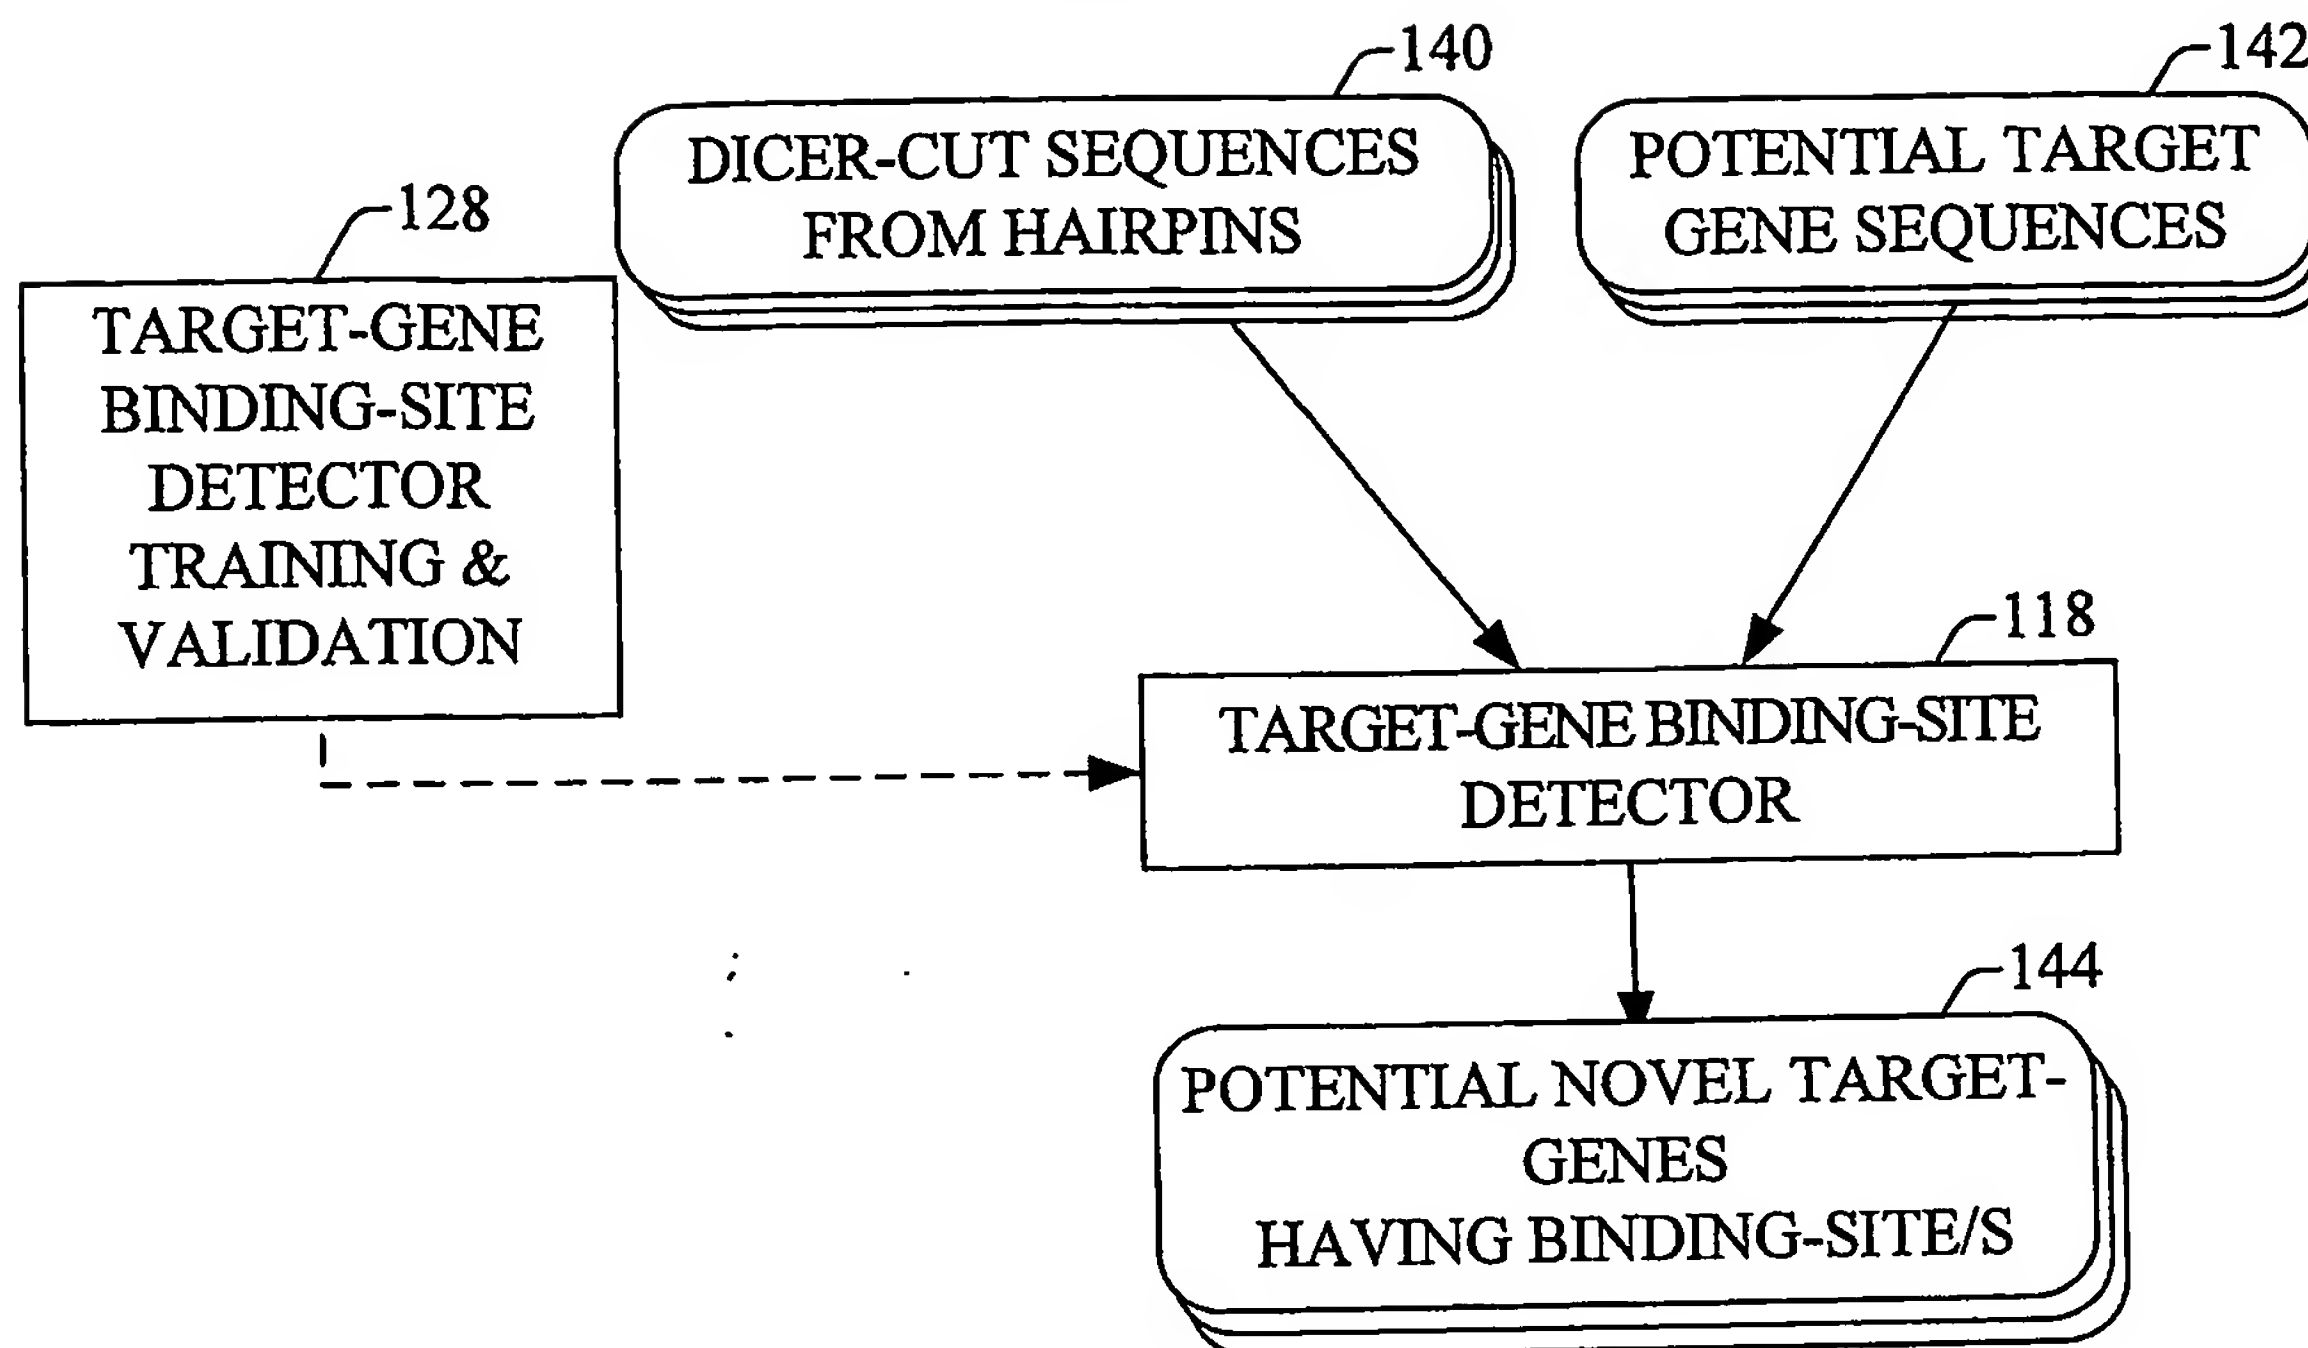 140
142
DICER-CUT SEQUENCES
FROM HAIRPINS
POTENTIAL TARGET
GENE SEQUENCES
128
TARGET-GENE
BINDING-SITE
DETECTOR
TRAINING &
VALIDATION
118
TARGET-GENE BINDING-SITE
DETECTOR
144
POTENTIAL NOVEL TARGET-
GENES
HAVING BINDING-SITE/S